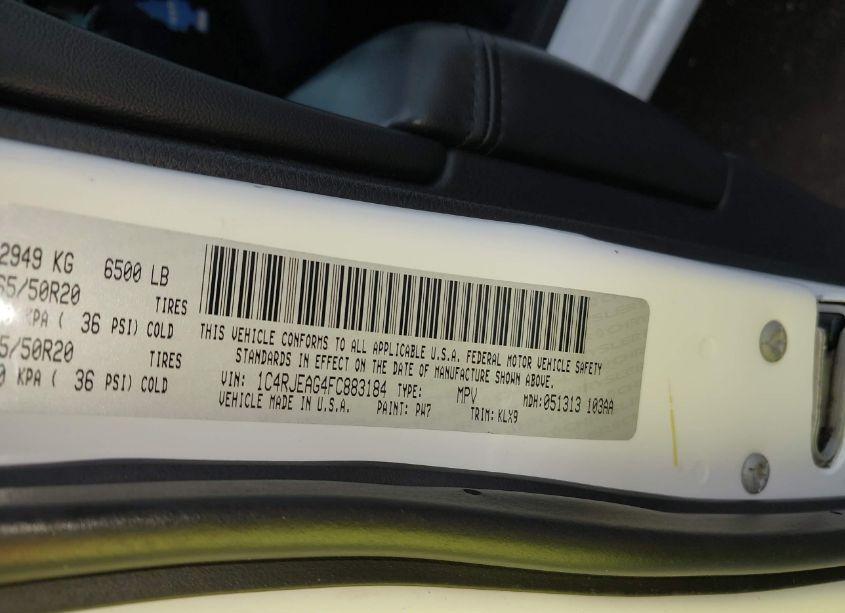 2949 KG 6500 LB
65/50R20 TIRES
KPA ( 36 PSI) COLD
5/50R20 TIRES
0 KPA ( 36 PSI) COLD
THIS VEHICLE CONFORMS TO ALL APPLICABLE U.S.A. FEDERAL MOTOR VEHICLE SAFETY
STANDARDS IN EFFECT ON THE DATE OF MANUFACTURE SHOWN ABOVE.
VIN: 1C4RJEAG4FC883184 TYPE: MPV MDH:051313 103AA
VEHICLE MADE IN U.S.A. PAINT: PW7 TRIM: KLX9